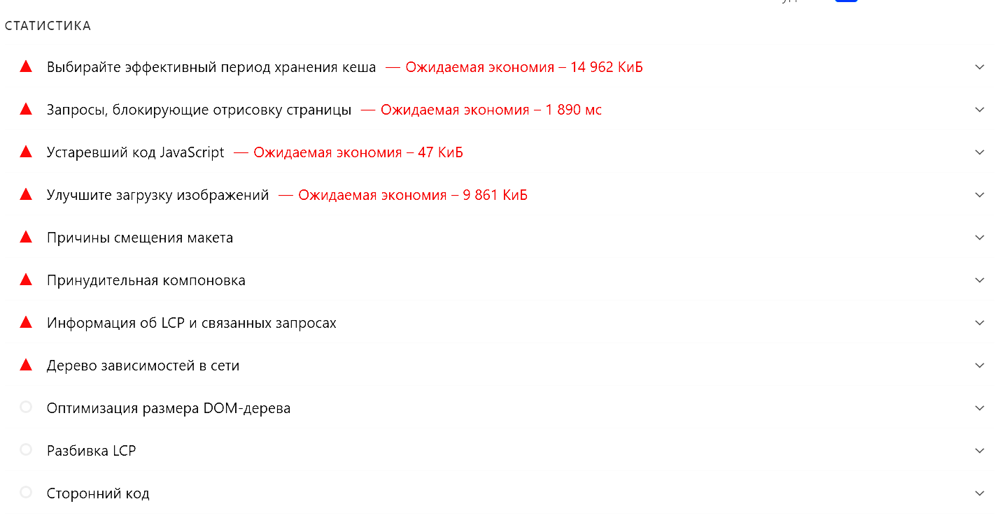 СТАТИСТИКА
Выбирайте эффективный период хранения кеша — Ожидаемая экономия – 14 962 КиБ
Запросы, блокирующие отрисовку страницы — Ожидаемая экономия – 1 890 мс
Устаревший код JavaScript — Ожидаемая экономия – 47 КиБ
Улучшите загрузку изображений — Ожидаемая экономия – 9 861 КиБ
Причины смещения макета
Принудительная компоновка
Информация об LCP и связанных запросах
Дерево зависимостей в сети
Оптимизация размера DOM-дерева
Разбивка LCP
Сторонний код